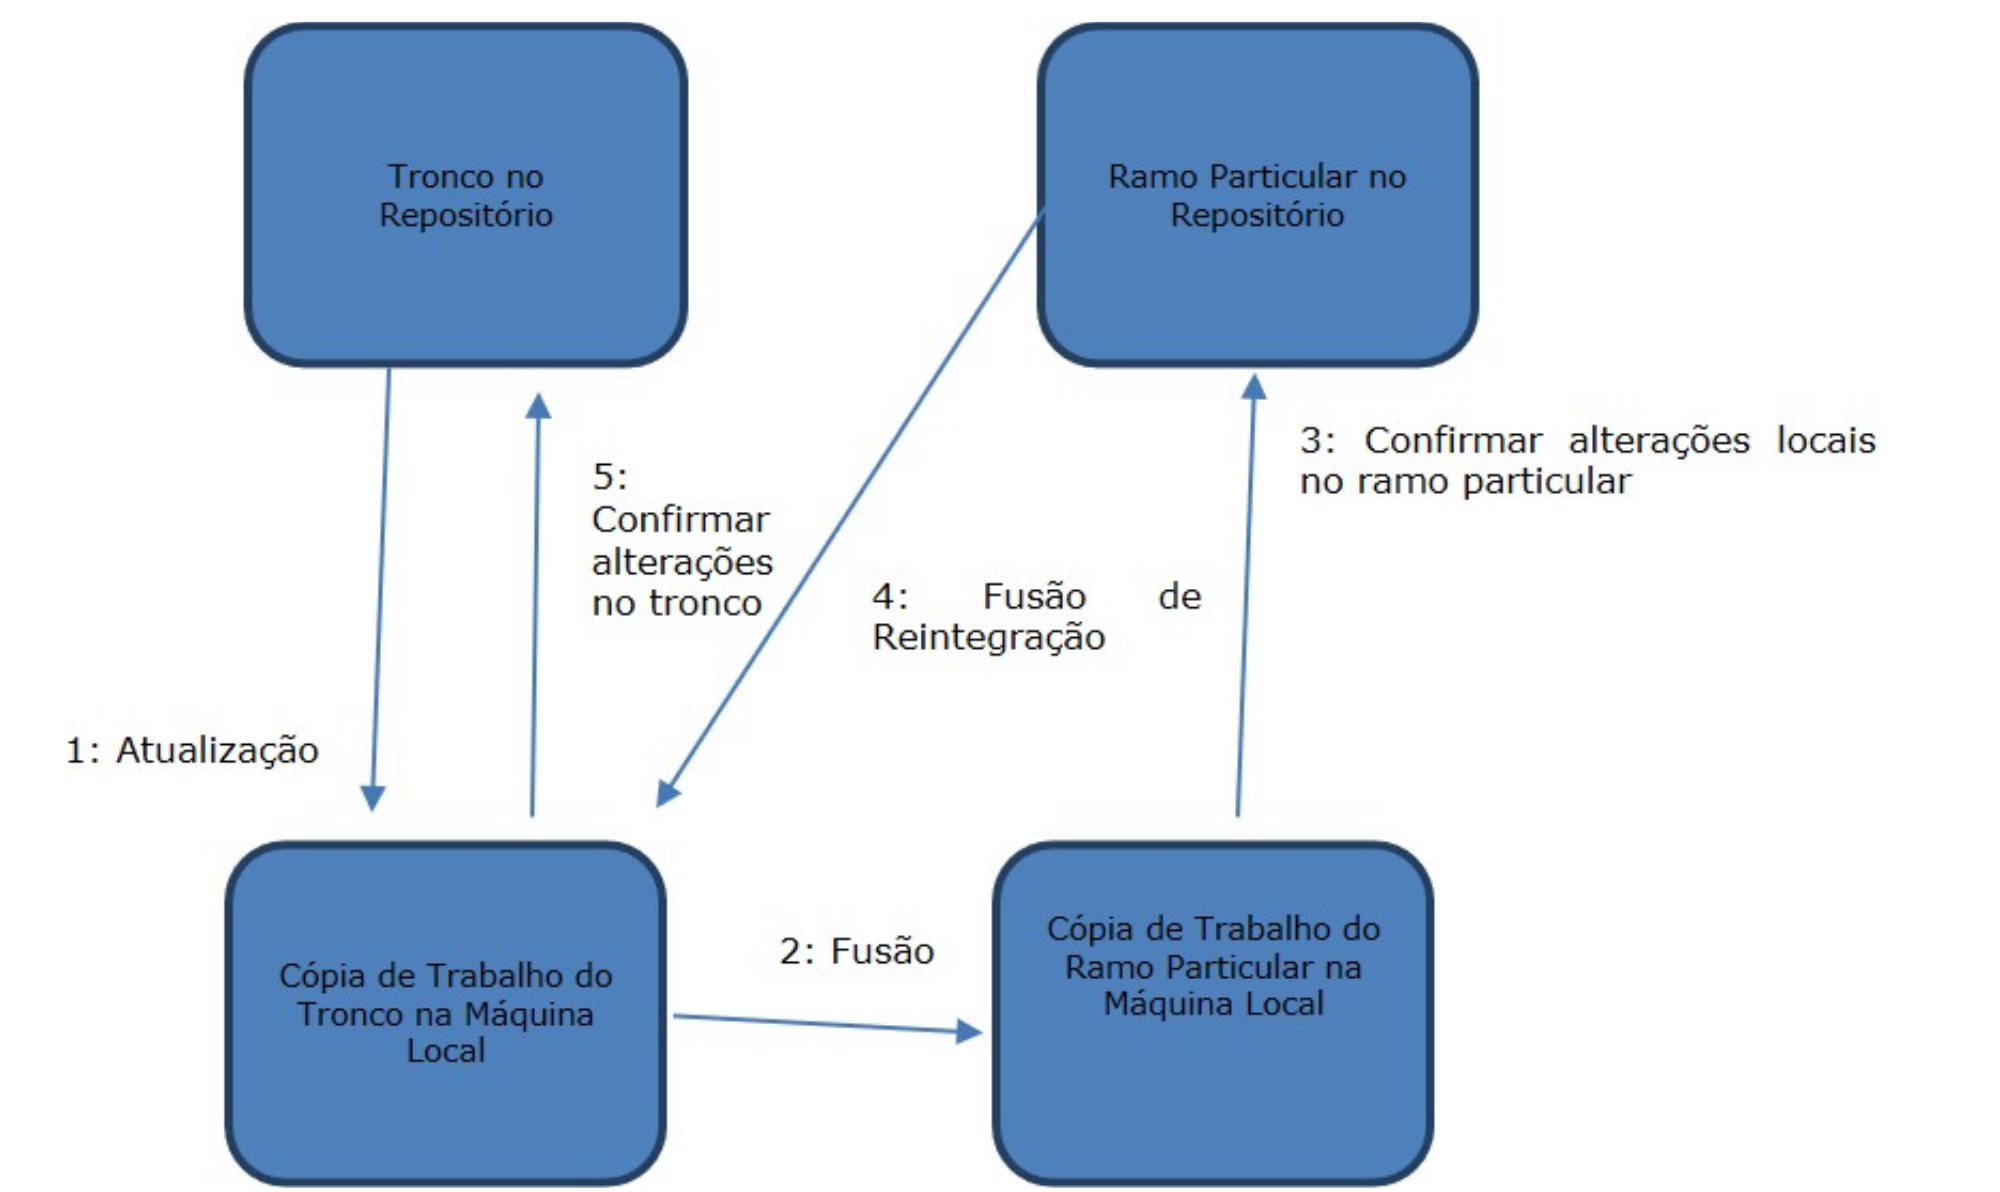 Tronco no
Repositório
Ramo Particular no
Repositório
3: Confirmar alterações locais
no ramo particular
5:
Confirmar
alterações
no tronco
4: Fusão de
Reintegração
1: Atualização
2: Fusão
Cópia de Trabalho do
Tronco na Máquina
Local
Cópia de Trabalho do
Ramo Particular na
Máquina Local